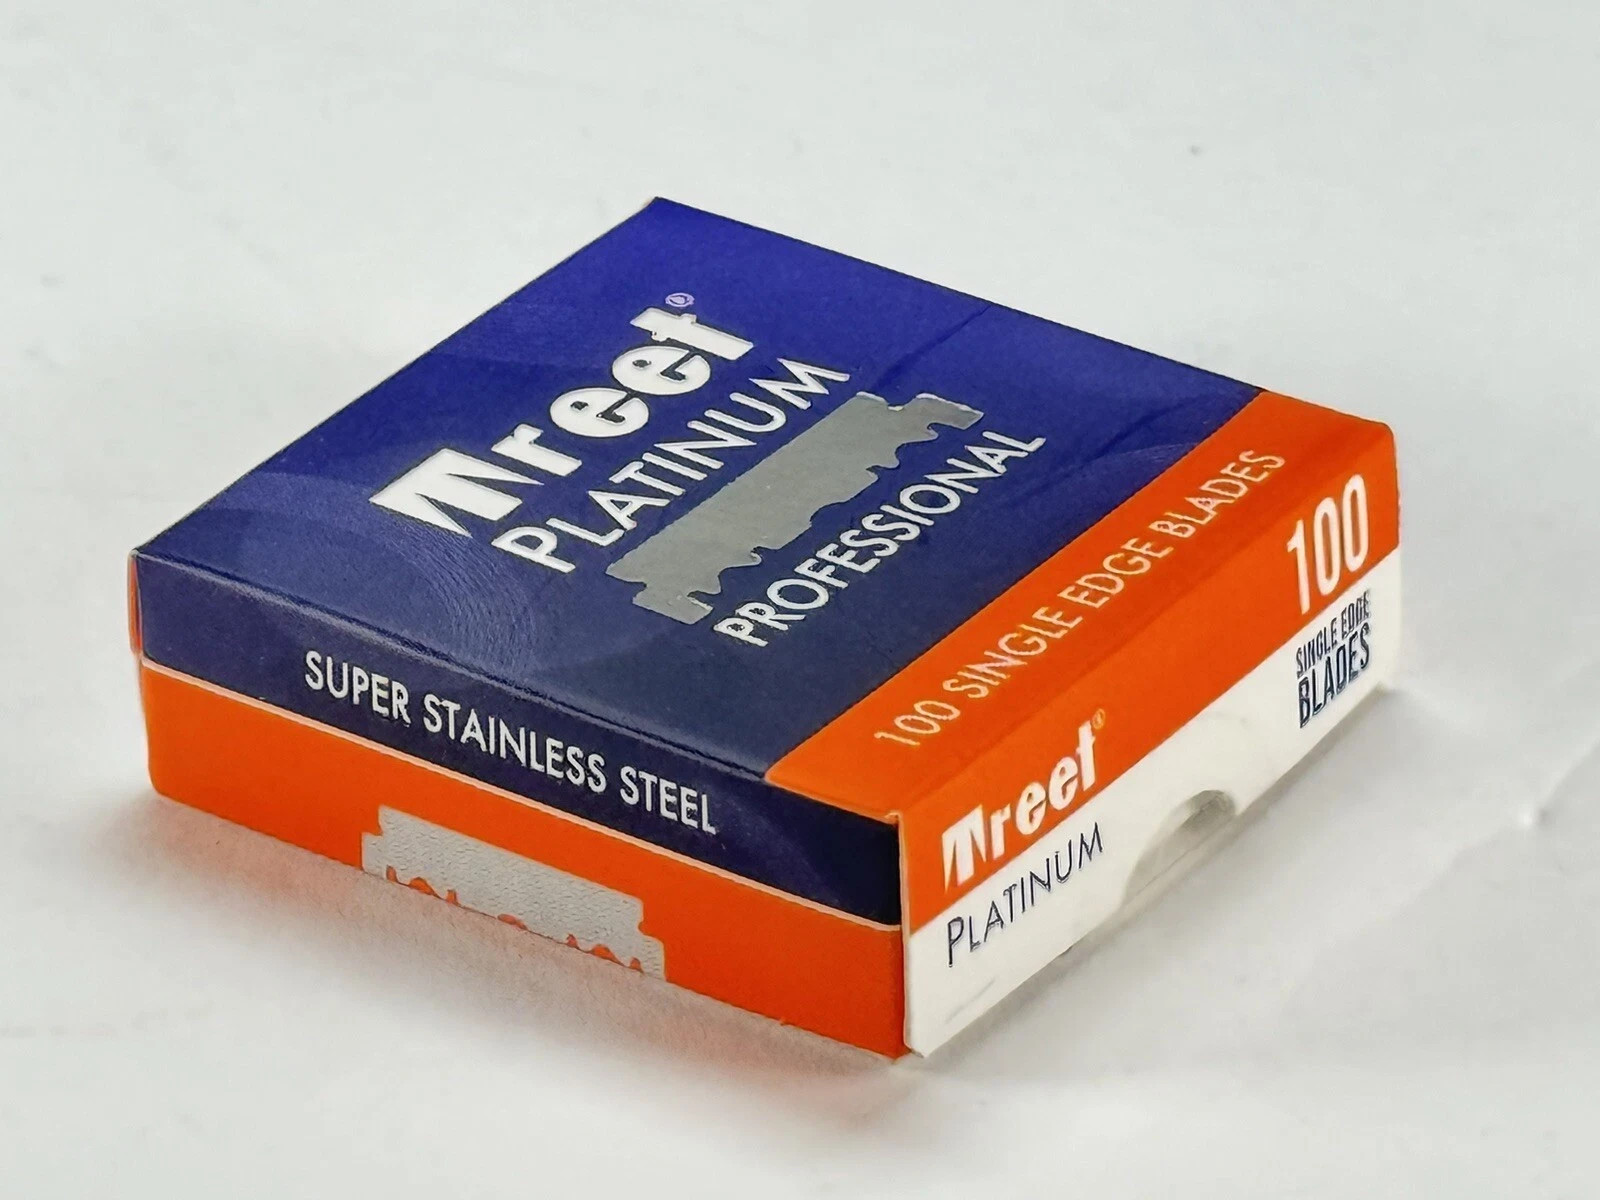 Treet®
PLATINUM
PROFESSIONAL
100 SINGLE EDGE BLADES
SUPER STAINLESS STEEL
Treet®
PLATINUM
100
SINGLE EDGE
BLADES